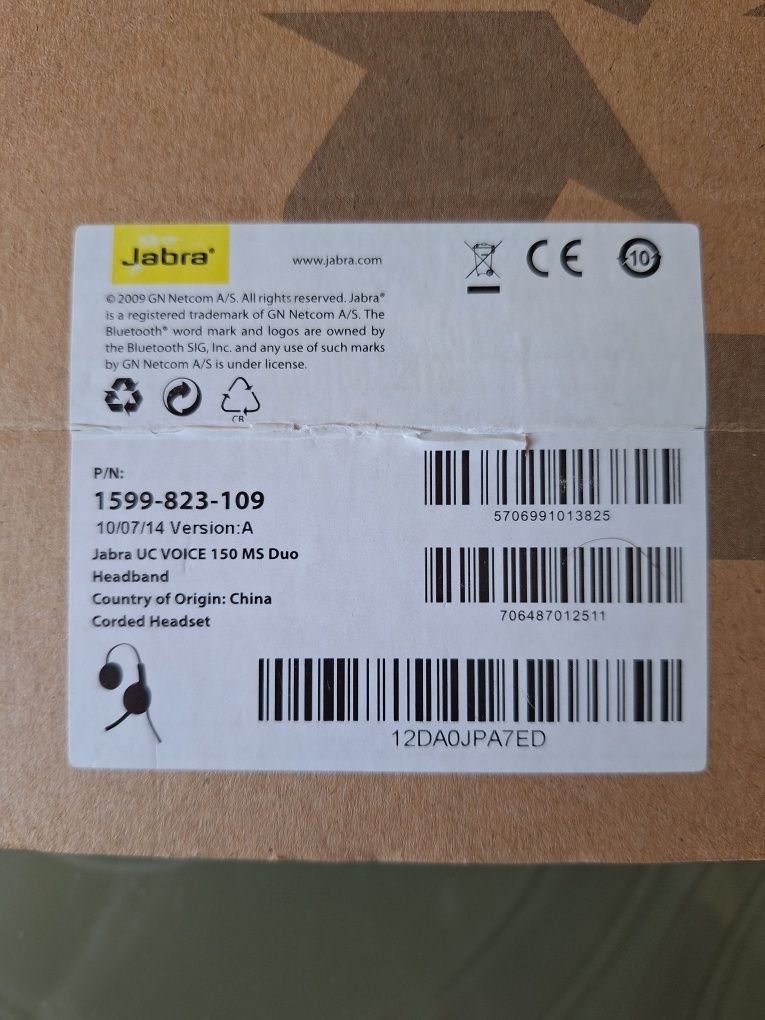 Jabra®
www.jabra.com
CE
10
© 2009 GN Netcom A/S. All rights reserved. Jabra®
is a registered trademark of GN Netcom A/S. The
Bluetooth® word mark and logos are owned by
the Bluetooth SIG, Inc. and any use of such marks
by GN Netcom A/S is under license.
CB
P/N:
1599-823-109
10/07/14 Version:A
Jabra UC VOICE 150 MS Duo
Headband
Country of Origin: China
Corded Headset
5706991013825
706487012511
12DA0JPA7ED